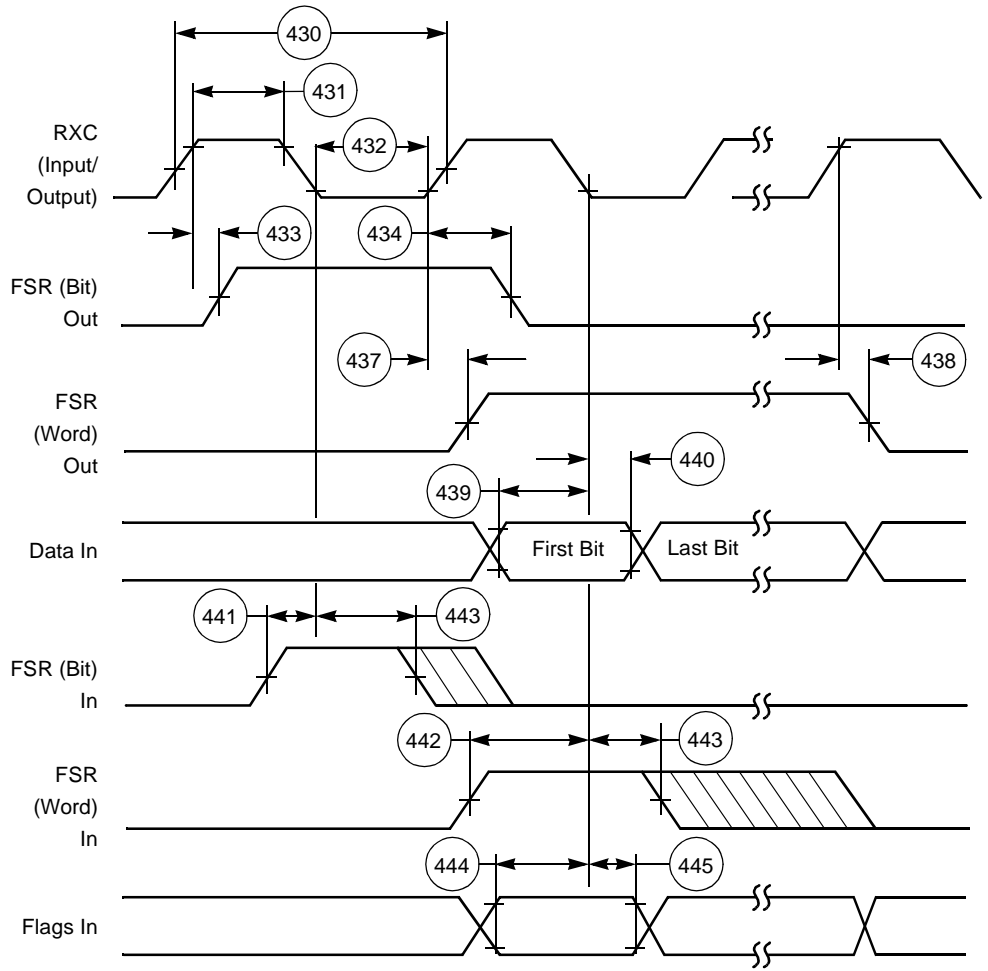 430
431
RXC
(Input/
Output)
432
433
434
FSR (Bit)
Out
437
438
FSR
(Word)
Out
440
439
Data In
First Bit
Last Bit
441
443
FSR (Bit)
In
442
443
FSR
(Word)
In
444
445
Flags In